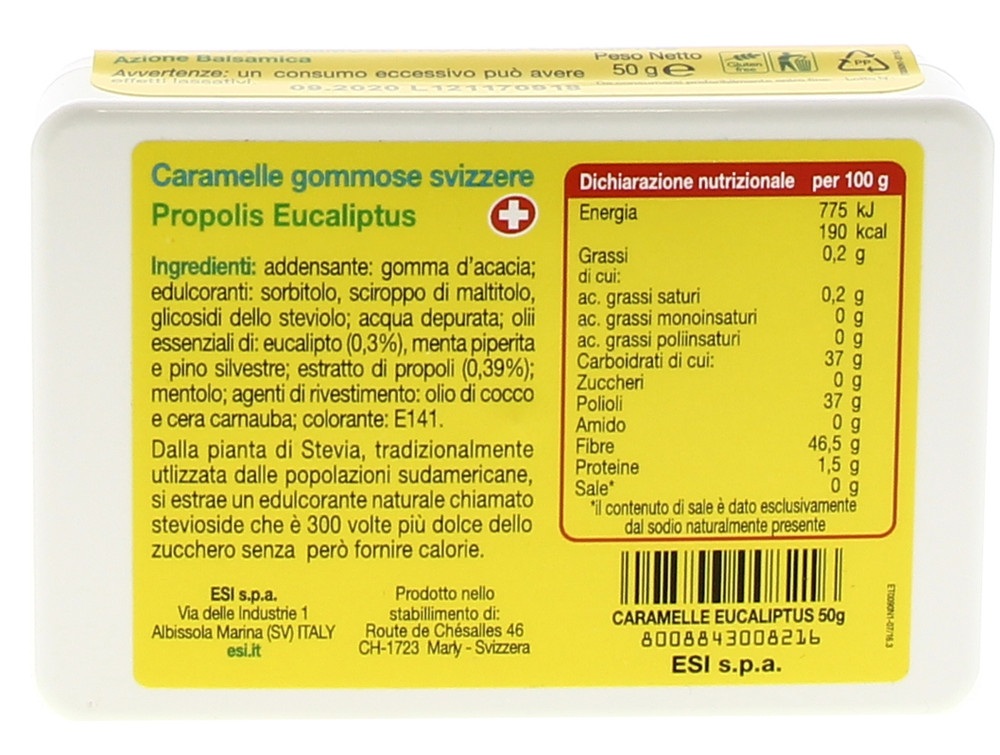 Azione Balsamica
Avvertenze: un consumo eccessivo può avere
effetti lassativi
09.2020 L121170918
Peso Netto
50 g e
Gluten
free
PP
Caramelle gommose svizzere
Propolis Eucaliptus
Ingredienti: addensante: gomma d'acacia;
edulcoranti: sorbitolo, sciroppo di maltitolo,
glicosidi dello steviolo; acqua depurata; olii
essenziali di: eucalipto (0,3%), menta piperita
e pino silvestre; estratto di propoli (0,39%);
mentolo; agenti di rivestimento: olio di cocco
e cera carnauba; colorante: E141.
Dalla pianta di Stevia, tradizionalmente
utlizzata dalle popolazioni sudamericane,
si estrae un edulcorante naturale chiamato
stevioside che è 300 volte più dolce dello
zucchero senza però fornire calorie.
ESI s.p.a.
Via delle Industrie 1
Albissola Marina (SV) ITALY
esi.it
Prodotto nello
stabillimento di:
Route de Chésalles 46
CH-1723 Marly - Svizzera
Dichiarazione nutrizionale per 100 g
Energia 775 kJ
190 kcal
Grassi 0,2 g
di cui:
ac. grassi saturi 0,2 g
ac. grassi monoinsaturi 0 g
ac. grassi poliinsaturi 0 g
Carboidrati di cui: 37 g
Zuccheri 0 g
Polioli 37 g
Amido 0 g
Fibre 46,5 g
Proteine 1,5 g
Sale* 0 g
*il contenuto di sale è dato esclusivamente
dal sodio naturalmente presente
CARAMELLE EUCALIPTUS 50g
8008843008216
ESI s.p.a.